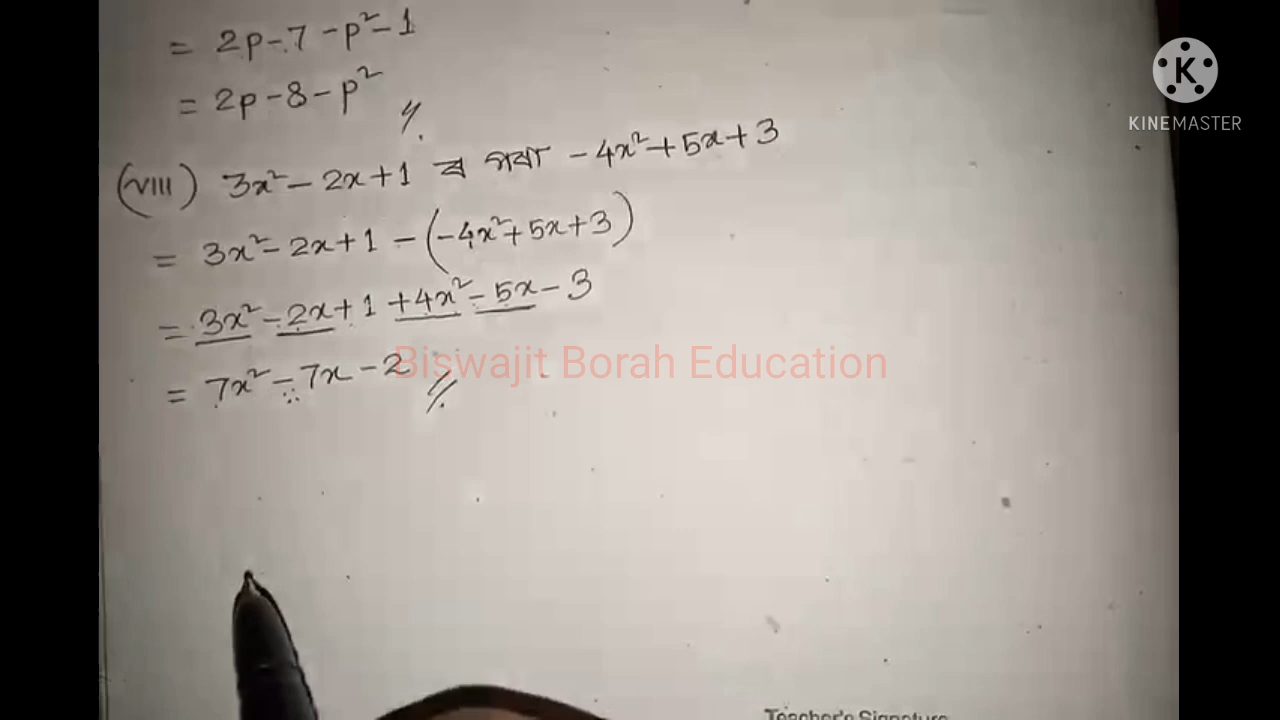 = 2p - 7 - p² - 1
= 2p - 8 - p²
KINEMASTER
(VIII) 3x² - 2x + 1 ৰ পৰা - 4x² + 5x + 3
= 3x² - 2x + 1 - (-4x² + 5x + 3)
= 3x² - 2x + 1 + 4x² - 5x - 3
= 7x² - 7x - 2
Biswajit Borah Education
Teacher's Signature